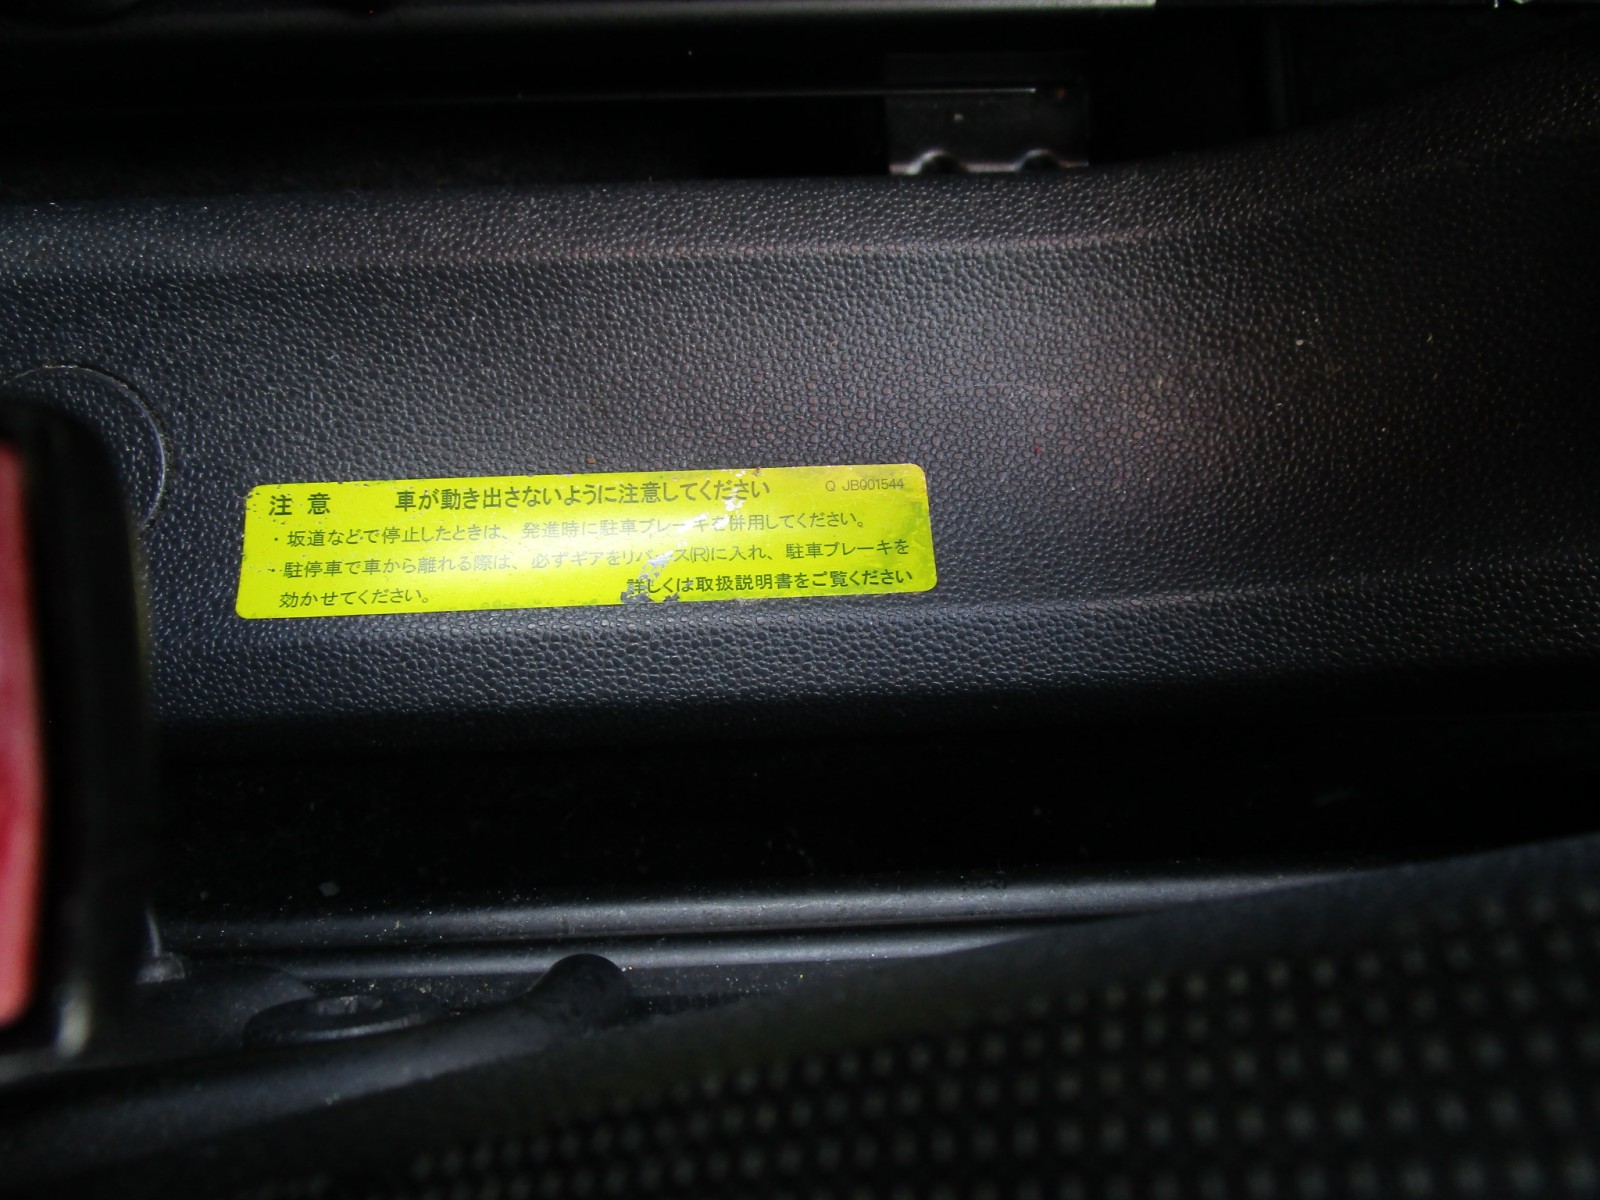 注意 車が動き出さないように注意してください Q JB001544
・坂道などで停止したときは、発進時に駐車ブレーキを併用してください。
・駐停車で車から離れる際は、必ずギアをリバース(R)に入れ、駐車ブレーキを
効かせてください。 詳しくは取扱説明書をご覧ください